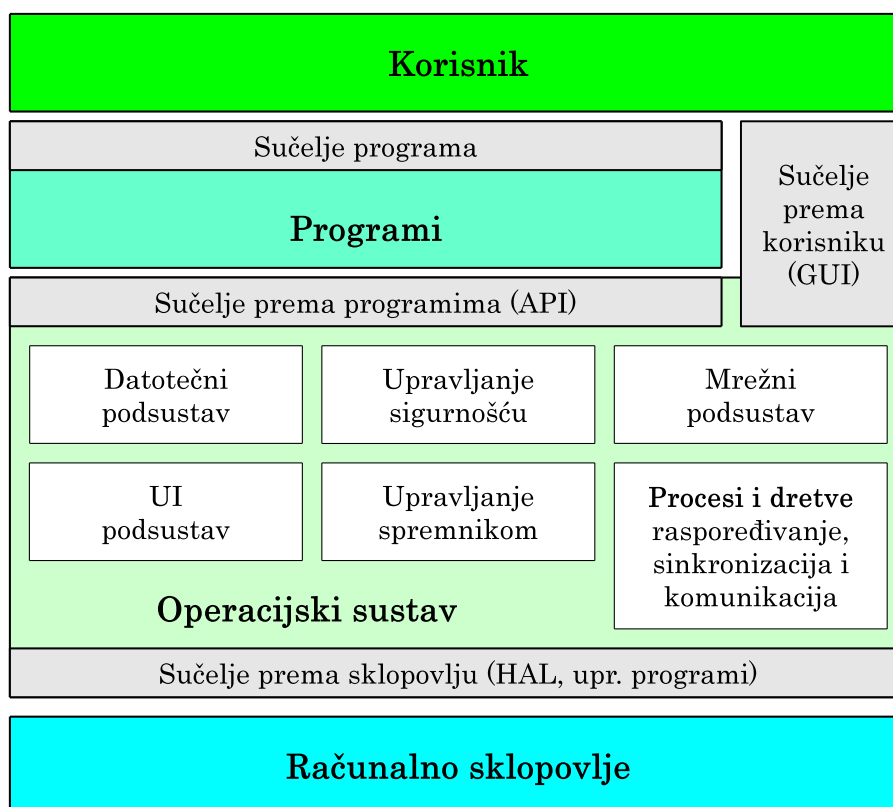 Korisnik
Sučelje programa
Programi
Sučelje
prema
korisniku
(GUI)
Sučelje prema programima (API)
Datotečni
podsustav
Upravljanje
sigurnošću
Mrežni
podsustav
UI
podsustav
Upravljanje
spremnikom
Procesi i dretve
raspoređivanje,
sinkronizacija i
komunikacija
Operacijski sustav
Sučelje prema sklopovlju (HAL, upr. programi)
Računalno sklopovlje